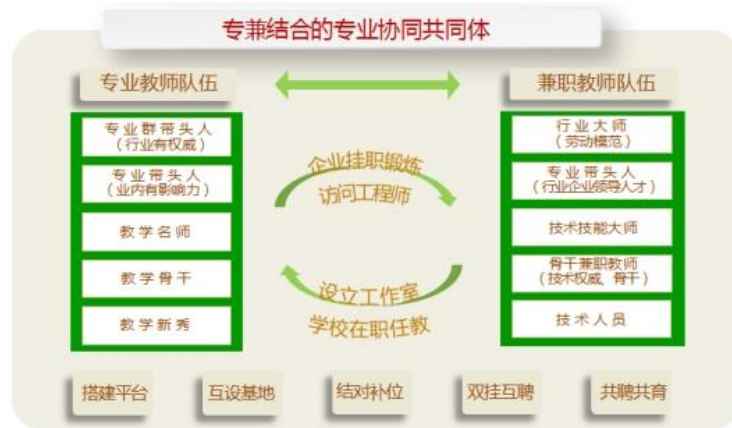 专兼结合的专业协同共同体
专业教师队伍
兼职教师队伍
专业群带头人
（行业有权威）
专业带头人
（业内有影响力）
教学名师
教学骨干
教学新秀
企业挂职锻炼
访问工程师
设立工作室
学校在职任教
行业大师
（劳动模范）
专业带头人
（行业企业领导人才）
技术技能大师
骨干兼职教师
（技术权威、骨干）
技术人员
搭建平台
互设基地
结对补位
双挂互聘
共聘共育